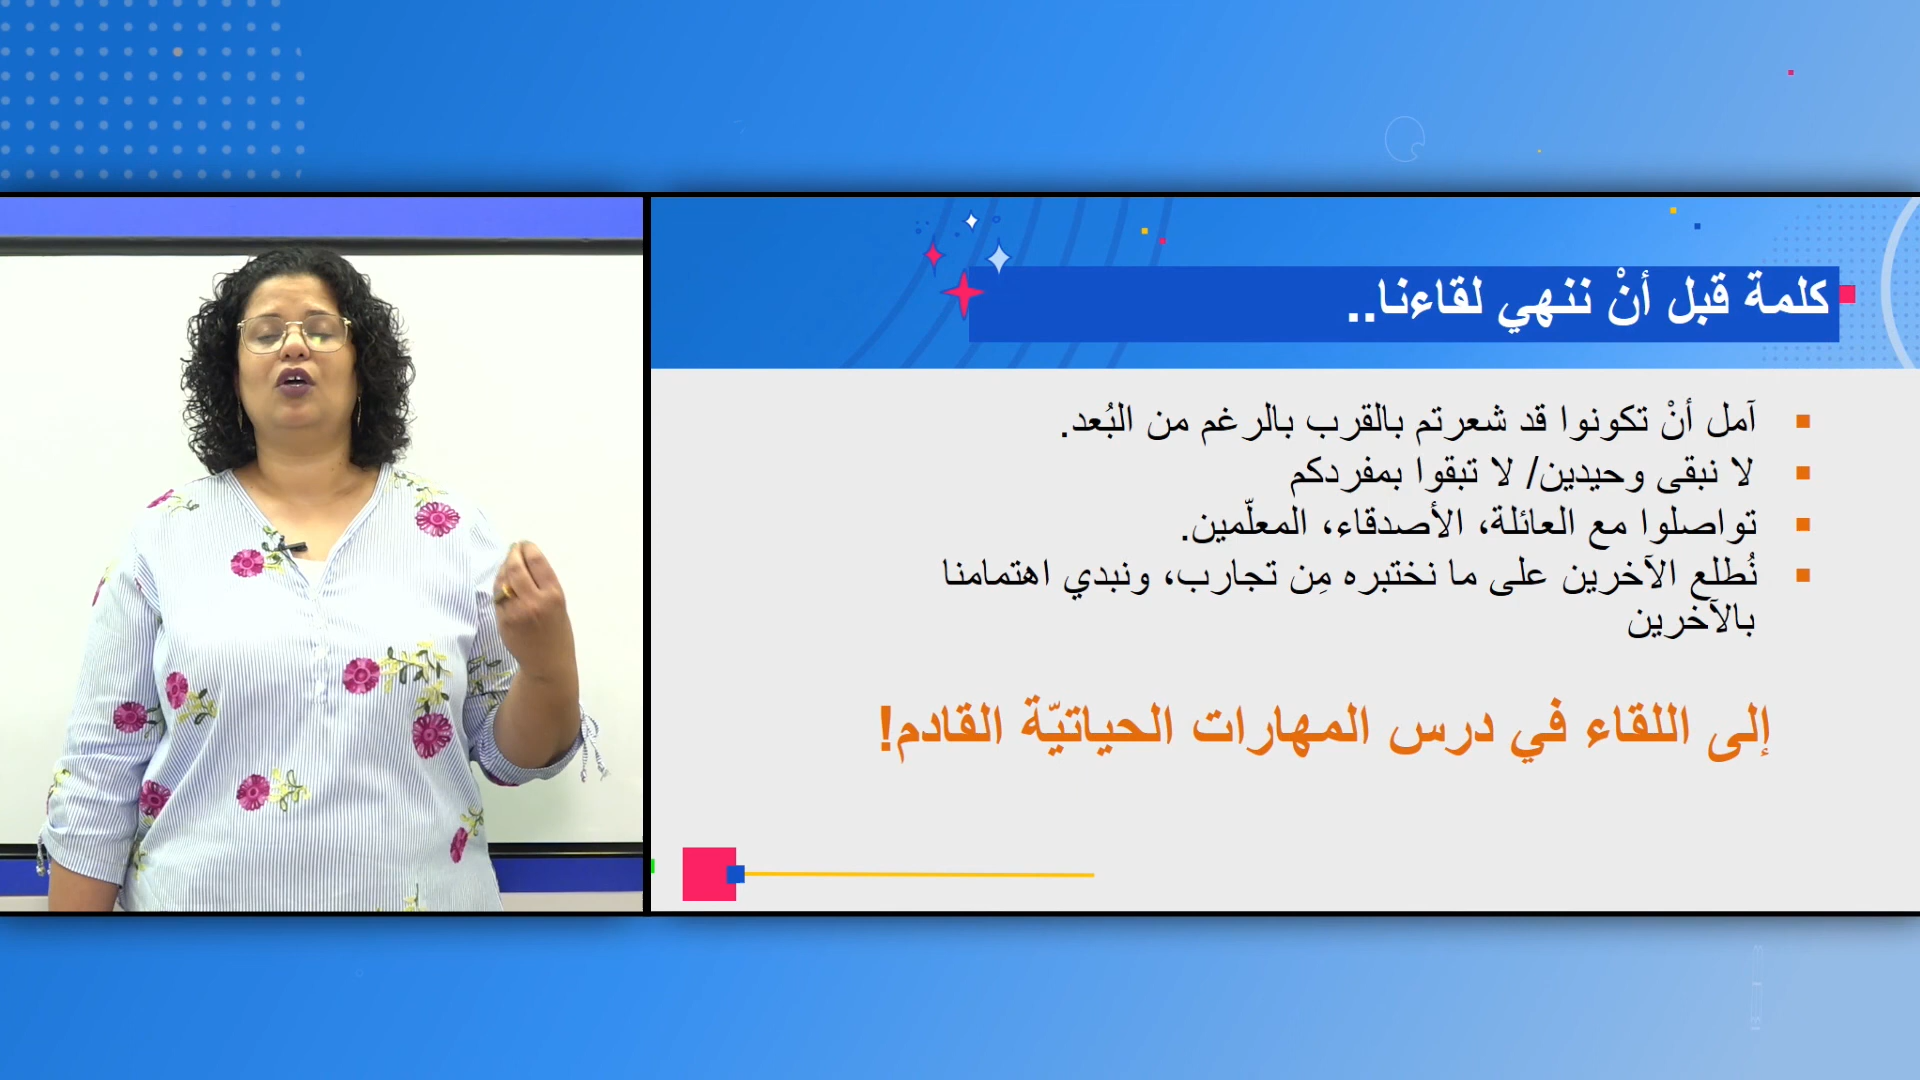 كلمة قبل أنْ ننهي لقاءنا..
آمل أنْ تكونوا قد شعرتم بالقرب بالرغم من البُعد.
لا نبقى وحيدين/ لا تبقوا بمفردكم
تواصلوا مع العائلة، الأصدقاء، المعلّمين.
نُطلع الآخرين على ما نختبره مِن تجارب، ونبدي اهتمامنا
بالآخرين
إلى اللقاء في درس المهارات الحياتيّة القادم!